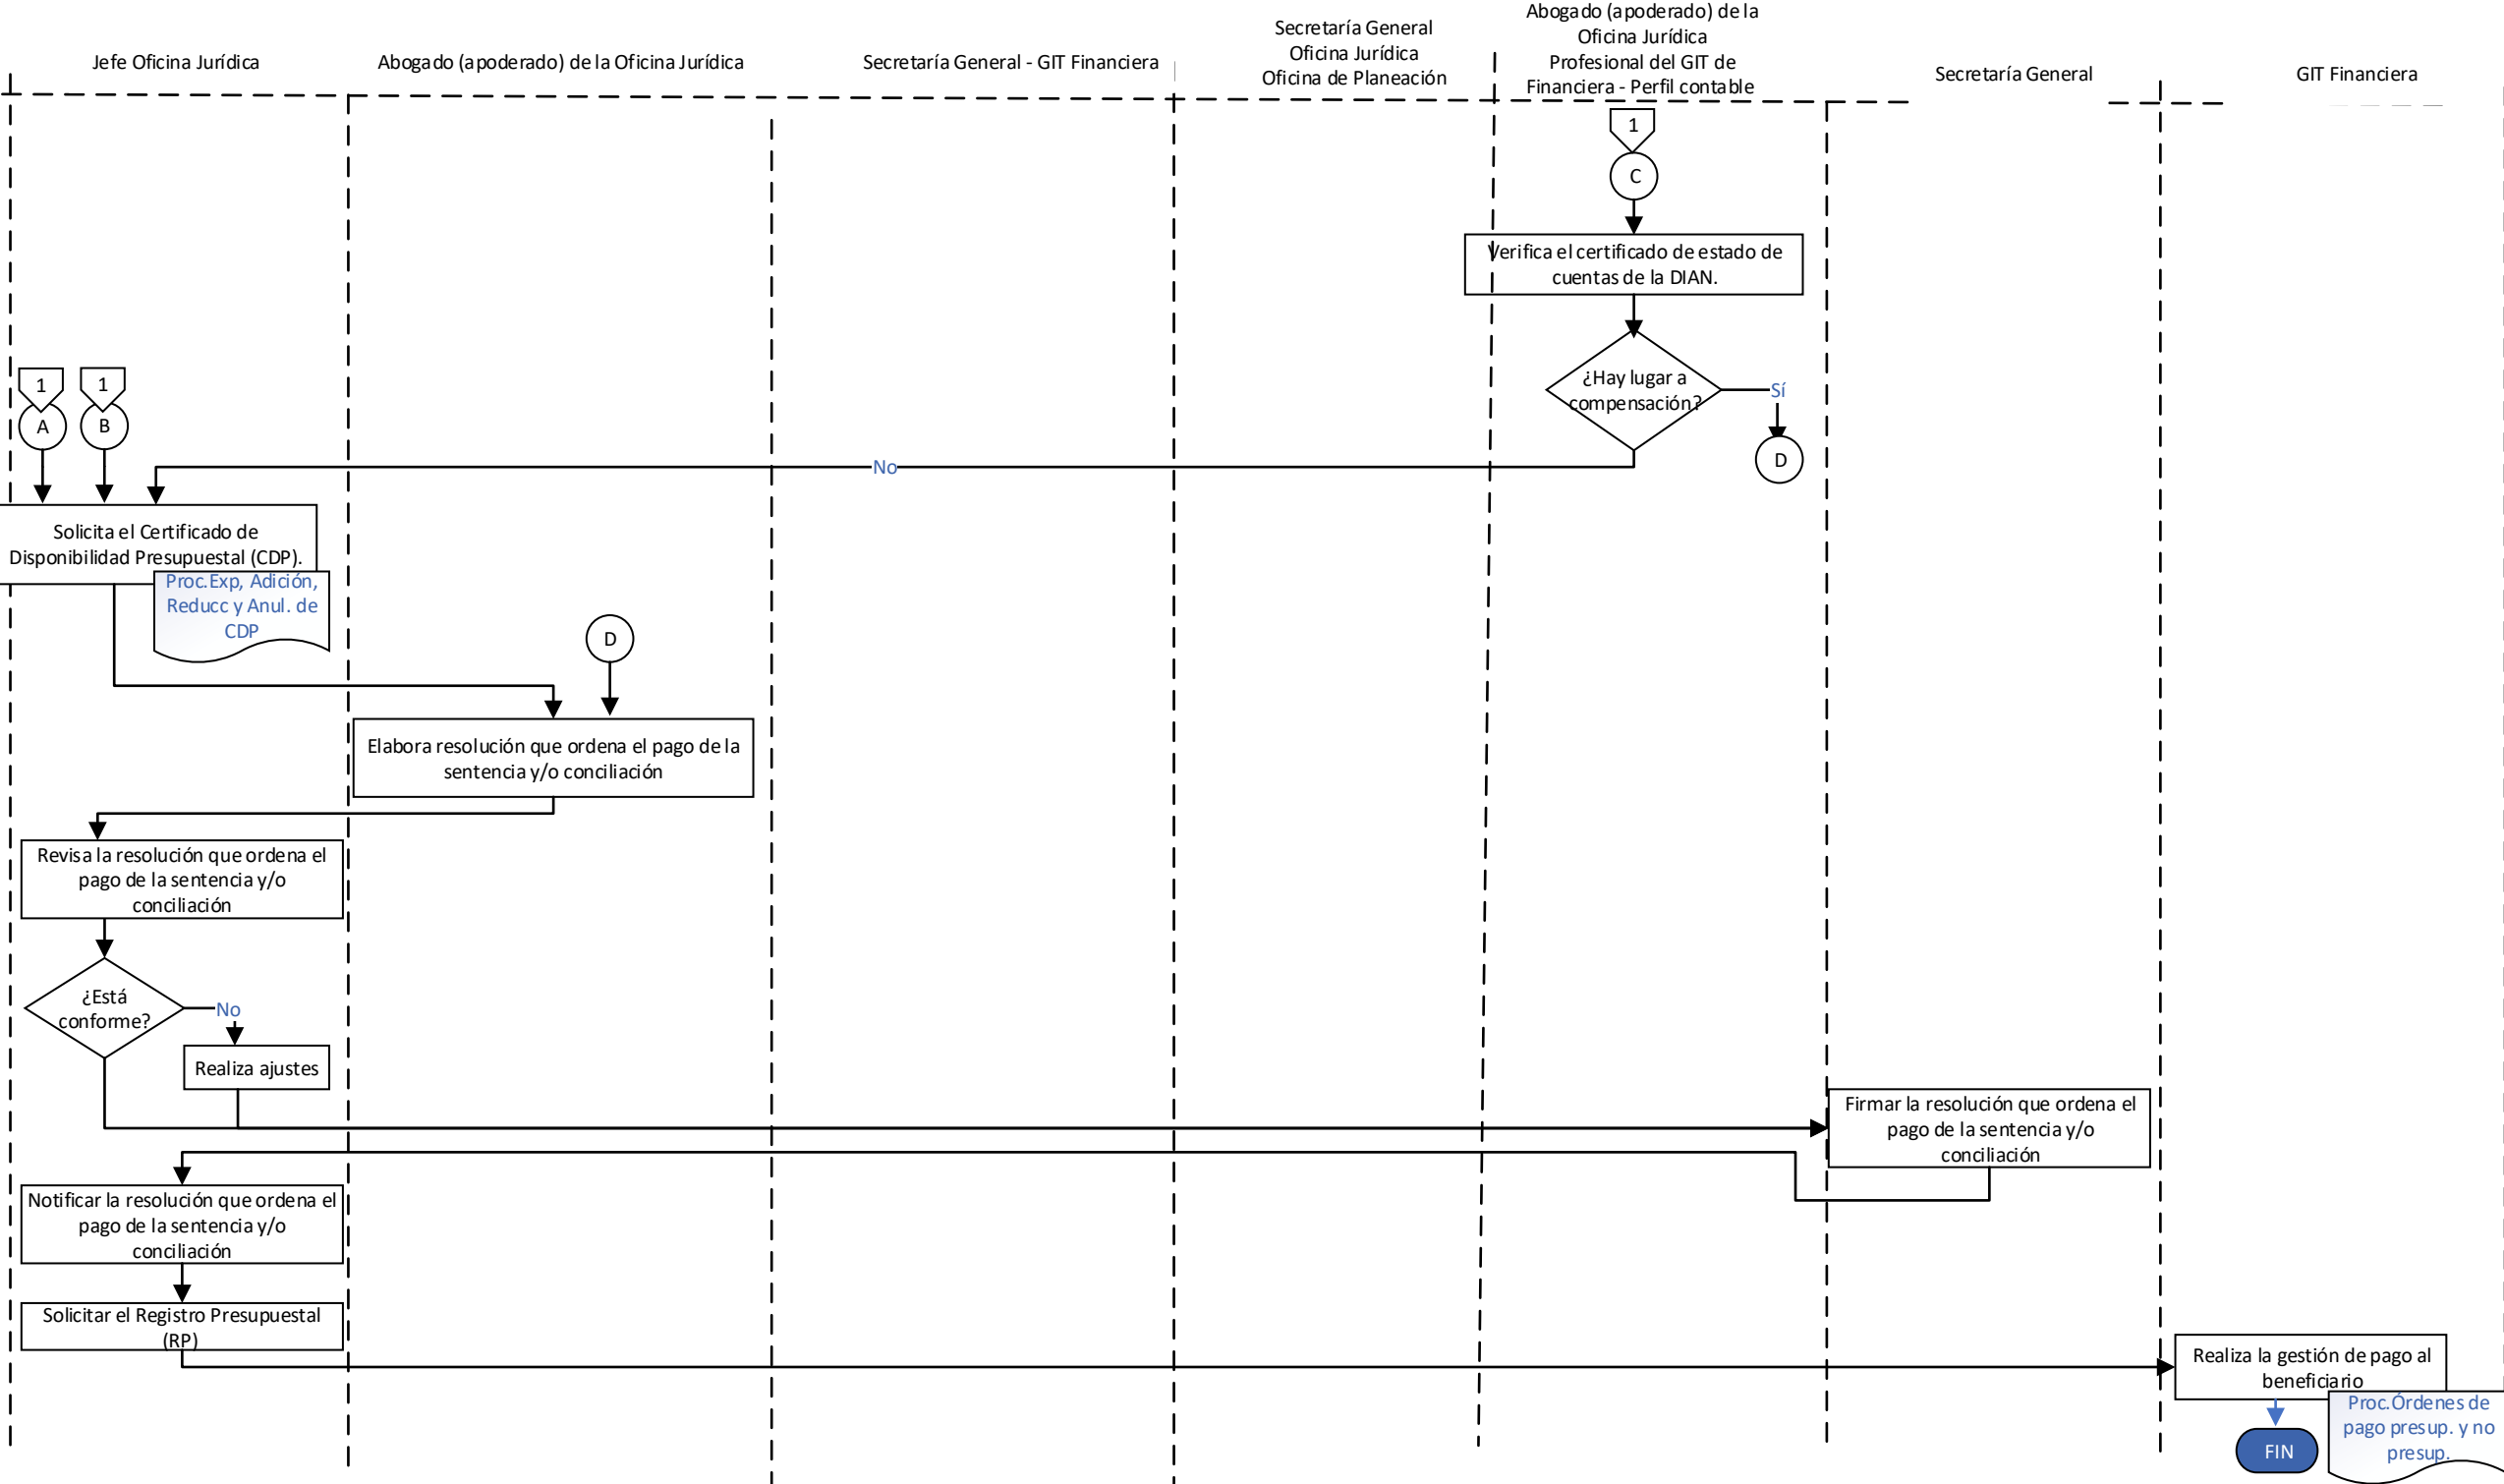 Jefe Oficina Jurídica
Abogado (apoderado) de la Oficina Jurídica
Secretaría General - GIT Financiera
Secretaría General
Oficina Jurídica
Oficina de Planeación
Abogado (apoderado) de la
Oficina Jurídica
Profesional del GIT de
Financiera - Perfil contable
Secretaría General
GIT Financiera
1
C
Verifica el certificado de estado de
cuentas de la DIAN.
¿Hay lugar a
compensación?
Sí
D
No
1
A
1
B
Solicita el Certificado de
Disponibilidad Presupuestal (CDP).
Proc.Exp, Adición,
Reducc y Anul. de
CDP
D
Elabora resolución que ordena el pago de la
sentencia y/o conciliación
Revisa la resolución que ordena el
pago de la sentencia y/o
conciliación
¿Está
conforme?
No
Realiza ajustes
Firmar la resolución que ordena el
pago de la sentencia y/o
conciliación
Notificar la resolución que ordena el
pago de la sentencia y/o
conciliación
Solicitar el Registro Presupuestal
(RP)
Realiza la gestión de pago al
beneficiario
Proc.Órdenes de
pago presup. y no
presup.
FIN